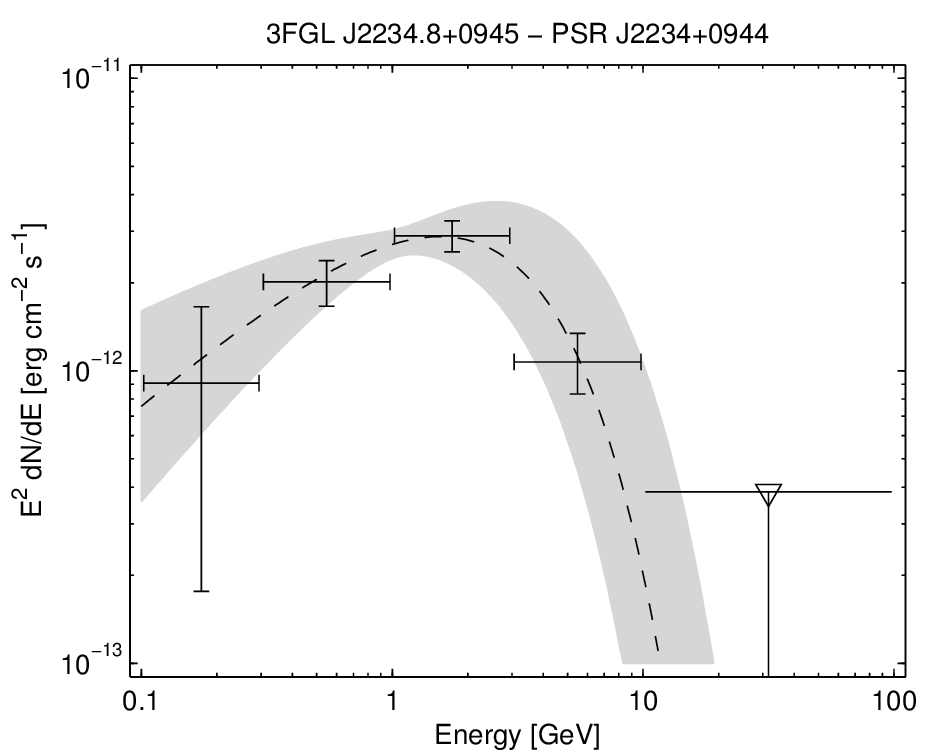 3FGL J2234.8+0945 − PSR J2234+0944
10⁻¹¹
10⁻¹²
10⁻¹³
E² dN/dE [erg cm⁻² s⁻¹]
0.1 1 10 100
Energy [GeV]